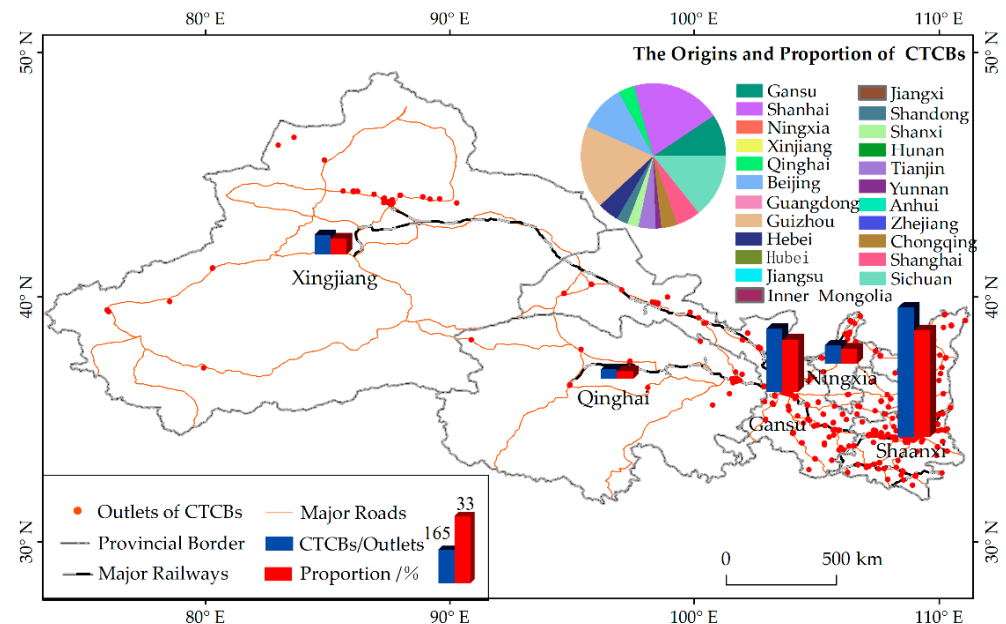 80° E 90° E 100° E 110° E
50° N
50° N
The Origins and Proportion of CTCBs
Gansu
Shanhai
Ningxia
Xinjiang
Qinghai
Beijing
Guangdong
Guizhou
Hebei
Hubei
Jiangsu
Inner Mongolia
Jiangxi
Shandong
Shanxi
Hunan
Tianjin
Yunnan
Anhui
Zhejiang
Chongqing
Shanghai
Sichuan
Xingjiang
40° N
40° N
Ningxia
Qinghai
Gansu
Shaanxi
Outlets of CTCBs
Provincial Border
Major Railways
Major Roads
CTCBs/Outlets
Proportion /%
165
33
30° N
30° N
0 500 km
80° E 90° E 100° E 110° E